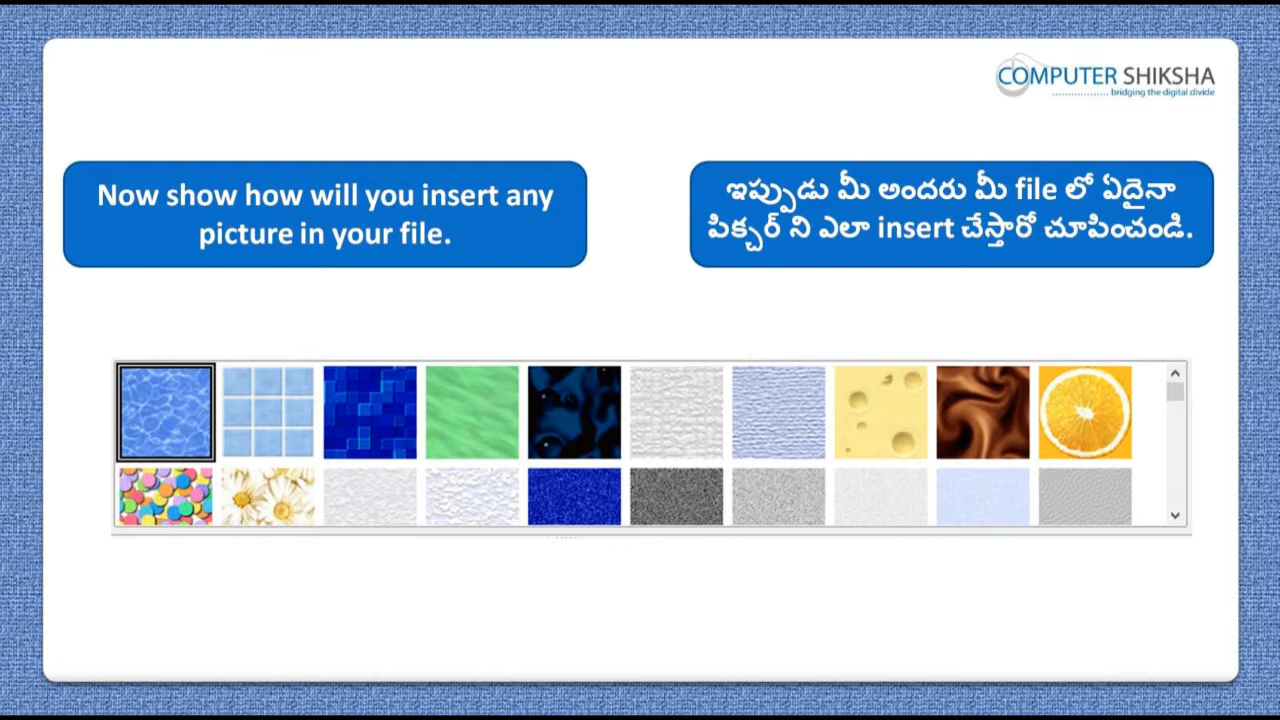 COMPUTER SHIKSHA
bridging the digital divide
Now show how will you insert any
picture in your file.
ఇప్పుడు మీ అందరు మీ file లో ఏదైనా
పిక్చర్ ని ఎలా insert చేస్తారో చూపించండి.